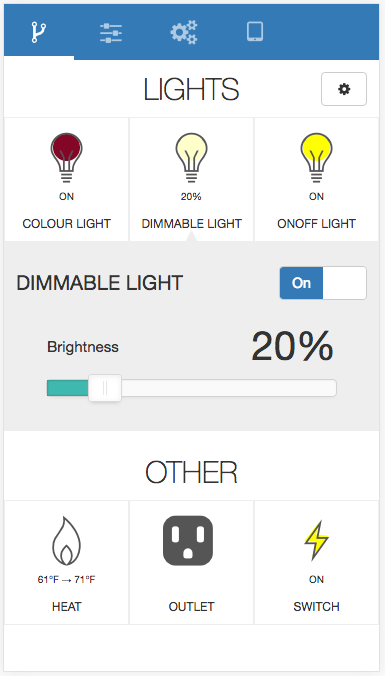 LIGHTS
ON
20%
ON
COLOUR LIGHT
DIMMABLE LIGHT
ONOFF LIGHT
DIMMABLE LIGHT
On
Brightness
20%
OTHER
61°F → 71°F
ON
HEAT
OUTLET
SWITCH